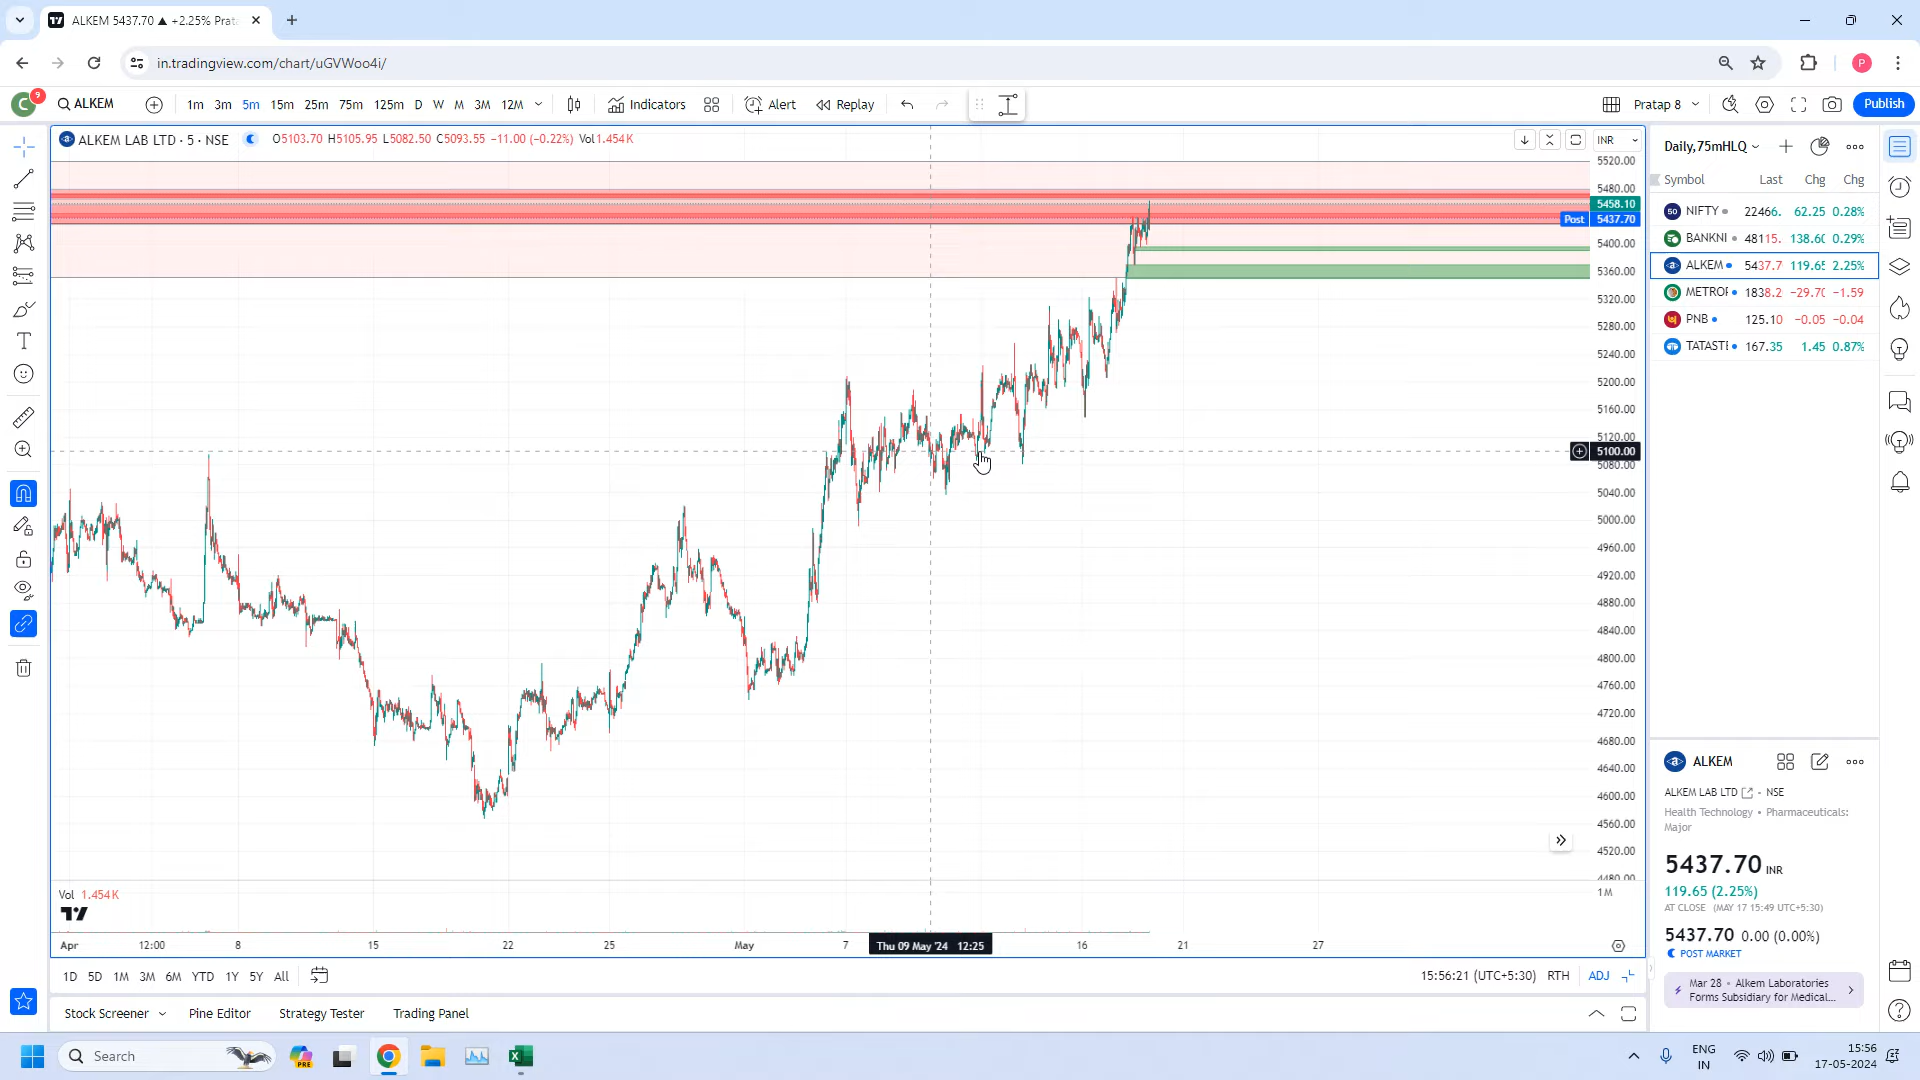 ALKEM 5437.70 ▲ +2.25% Prata
in.tradingview.com/chart/uGVWoo4i/
P
C 9
ALKEM
1m 3m 5m 15m 25m 75m 125m D W M 3M 12M
Indicators
Alert
Replay
Pratap 8
Publish
ALKEM LAB LTD · 5 · NSE O5103.70 H5105.95 L5082.50 C5093.55 −11.00 (−0.22%) Vol1.454 K
INR
5520.00
5480.00
5458.10
Post 5437.70
5400.00
5360.00
5320.00
5280.00
5240.00
5200.00
5160.00
5120.00
5100.00
5080.00
5040.00
5000.00
4960.00
4920.00
4880.00
4840.00
4800.00
4760.00
4720.00
4680.00
4640.00
4600.00
4560.00
4520.00
4480.00
Vol 1.454 K
1 M
Apr 12:00 8 15 22 25 May 7 Thu 09 May '24 12:25 16 21 27
1D 5D 1M 3M 6M YTD 1Y 5Y All
15:56:21 (UTC+5:30) RTH ADJ
Stock Screener Pine Editor Strategy Tester Trading Panel
Daily,75mHLQ
Symbol Last Chg Chg
50 NIFTY 22466. 62.25 0.28%
BANKNI 48115. 138.60 0.29%
ALKEM 5437.7 119.65 2.25%
METROI 1838.2 −29.70 −1.59
PNB 125.10 −0.05 −0.04
TATASTE 167.35 1.45 0.87%
ALKEM
ALKEM LAB LTD • NSE
Health Technology • Pharmaceuticals:
Major
5437.70 INR
119.65 (2.25%)
AT CLOSE (MAY 17 15:49 UTC+5:30)
5437.70 0.00 (0.00%)
POST MARKET
Mar 28 • Alkem Laboratories
Forms Subsidiary for Medical...
Search
PRE
ENG
IN
15:56
17-05-2024